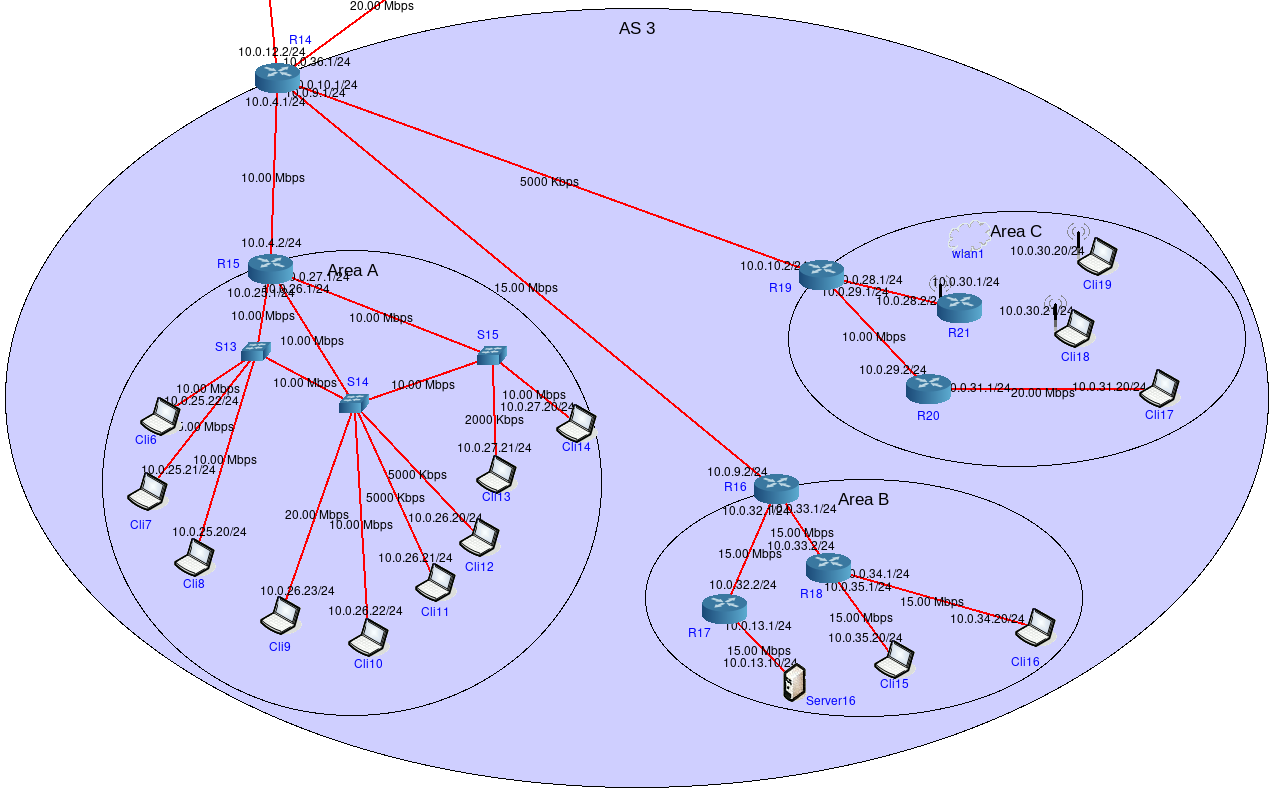 20.00 Mbps
AS 3
R14
10.0.12.2/24
10.0.36.1/24
10.0.10.1/24
10.0.9.1/24
10.0.4.1/24
10.00 Mbps
5000 Kbps
15.00 Mbps
10.0.4.2/24
R15
Area A
10.0.27.1/24
10.0.26.1/24
10.0.25.1/24
10.00 Mbps
10.00 Mbps
10.00 Mbps
S13
S14
S15
10.00 Mbps
10.00 Mbps
10.00 Mbps
10.0.25.22/24
Cli6
5.00 Mbps
10.00 Mbps
10.0.25.21/24
Cli7
10.0.25.20/24
Cli8
10.00 Mbps
10.0.27.20/24
Cli14
2000 Kbps
10.0.27.21/24
Cli13
5000 Kbps
5000 Kbps
20.00 Mbps
10.00 Mbps
10.0.26.20/24
Cli12
10.0.26.21/24
Cli11
10.0.26.23/24
Cli9
10.0.26.22/24
Cli10
Area C
wlan1
10.0.30.20/24
Cli19
10.0.10.2/24
R19
10.0.28.1/24
10.0.29.1/24
10.0.28.2/24
10.0.30.1/24
R21
10.0.30.21/24
Cli18
10.00 Mbps
10.0.29.2/24
R20
10.0.31.1/24
20.00 Mbps
10.0.31.20/24
Cli17
10.0.9.2/24
R16
Area B
10.0.32.1/24
10.0.33.1/24
15.00 Mbps
10.0.33.2/24
15.00 Mbps
R18
10.0.34.1/24
10.0.35.1/24
10.0.32.2/24
R17
10.0.13.1/24
15.00 Mbps
15.00 Mbps
10.0.34.20/24
Cli16
10.0.35.20/24
Cli15
15.00 Mbps
10.0.13.10/24
Server16